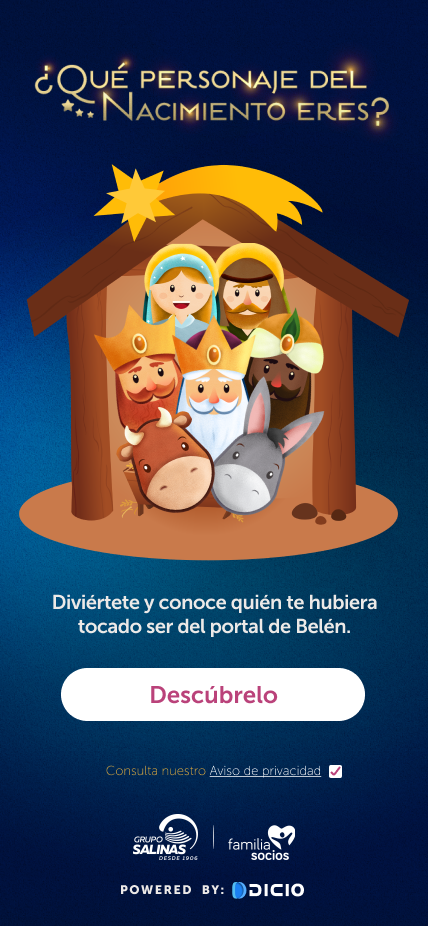 ¿Qué personaje del
Nacimiento eres?
Diviértete y conoce quién te hubiera
tocado ser del portal de Belén.
Descúbrelo
Consulta nuestro Aviso de privacidad
GRUPO
SALINAS
DESDE 1906
familia
socios
POWERED BY: DICIO